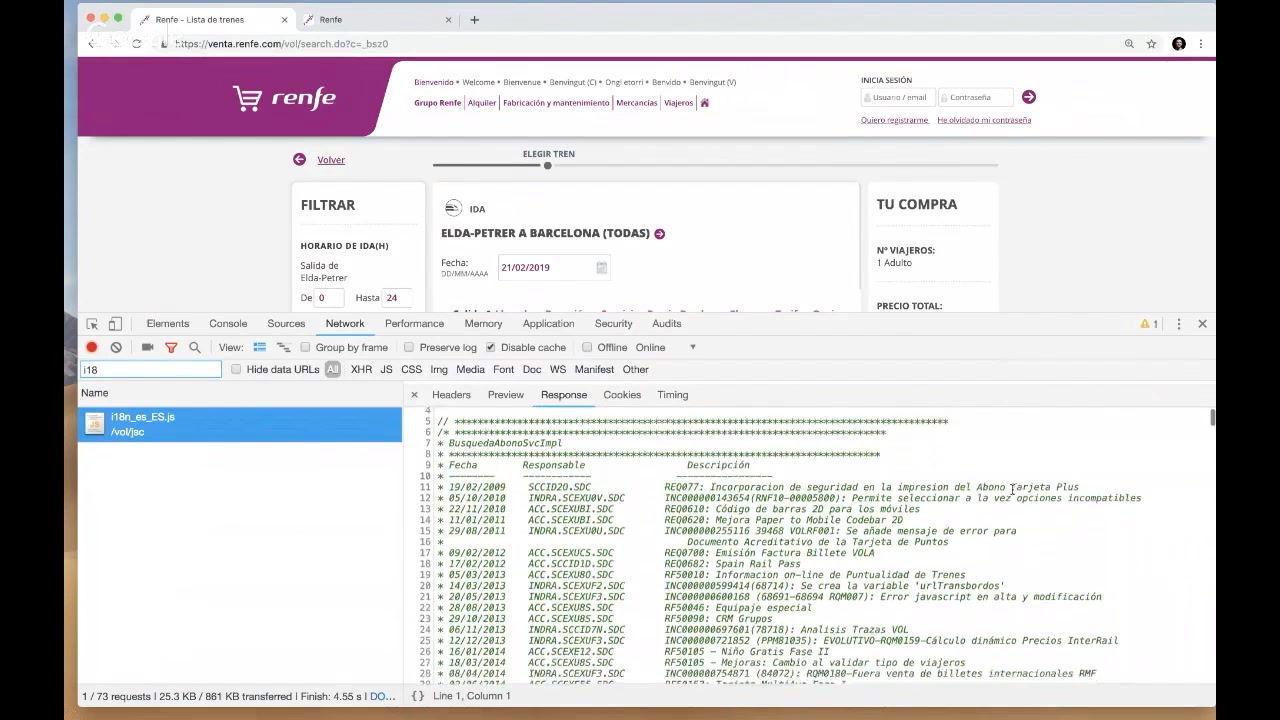 Renfe - Lista de trenes
Renfe
https://venta.renfe.com/vol/search.do?c=_bsz0
renfe
Bienvenido • Welcome • Bienvenue • Benvingut (C) • Ongi etorri • Benvido • Benvingut (V)
Grupo Renfe | Alquiler | Fabricación y mantenimiento | Mercancías | Viajeros |
INICIA SESIÓN
Usuario / email
Contraseña
Quiero registrarme
He olvidado mi contraseña
Volver
ELEGIR TREN
FILTRAR
HORARIO DE IDA(H)
Salida de
Elda-Petrer
De 0 Hasta 24
IDA
ELDA-PETRER A BARCELONA (TODAS)
Fecha:
DD/MM/AAAA
21/02/2019
TU COMPRA
Nº VIAJEROS:
1 Adulto
PRECIO TOTAL:
Elements Console Sources Network Performance Memory Application Security Audits 1
View: Group by frame Preserve log Disable cache Offline Online
i18 Hide data URLs All XHR JS CSS Img Media Font Doc WS Manifest Other
Name
i18n_es_ES.js
/vol/jsc
Headers Preview Response Cookies Timing
4
5 // ******************************************************************************************
6 /* ************************************************************************************
7 * BusquedaAbonoSvcImpl
8 * ***********************************************************************************
9 * Fecha Responsable Descripción
10 * -------- ------------ -----------------
11 * 19/02/2009 SCCID2O.SDC REQ077: Incorporacion de seguridad en la impresion del Abono Tarjeta Plus
12 * 05/10/2010 INDRA.SCEXU0V.SDC INC000000143654(RNF10-00005800): Permite seleccionar a la vez opciones incompatibles
13 * 22/11/2010 ACC.SCEXUBI.SDC REQ0610: Código de barras 2D para los móviles
14 * 11/01/2011 ACC.SCEXUBI.SDC REQ0620: Mejora Paper to Mobile Codebar 2D
15 * 29/08/2011 INDRA.SCEXU0U.SDC INC000000255116 39468 VOLRF001: Se añade mensaje de error para
16 * Documento Acreditativo de la Tarjeta de Puntos
17 * 09/02/2012 ACC.SCEXUCS.SDC REQ0700: Emisión Factura Billete VOLA
18 * 17/02/2012 ACC.SCCID1D.SDC REQ0682: Spain Rail Pass
19 * 05/03/2013 ACC.SCEXUBO.SDC RF50010: Informacion on-line de Puntualidad de Trenes
20 * 14/03/2013 INDRA.SCEXUF2.SDC INC000000599414(68714): Se crea la variable 'urlTransbordos'
21 * 20/05/2013 INDRA.SCEXUF3.SDC INC000000600168 (68691-68694 RQM007): Error javascript en alta y modificación
22 * 28/08/2013 ACC.SCEXUBS.SDC RF50046: Equipaje especial
23 * 29/10/2013 ACC.SCEXUBS.SDC RF50090: CRM Grupos
24 * 06/11/2013 INDRA.SCCID7N.SDC INC000000697601(78718): Analisis Trazas VOL
25 * 12/12/2013 INDRA.SCEXUF3.SDC INC000000721852 (PPM81035): EVOLUTIVO-RQM0159-Cálculo dinámico Precios InterRail
26 * 16/01/2014 ACC.SCEXE12.SDC RF50105 - Niño Gratis Fase II
27 * 18/03/2014 ACC.SCEXUBS.SDC RF50105 - Mejoras: Cambio al validar tipo de viajeros
28 * 08/04/2014 INDRA.SCEXUF3.SDC INC000000754871 (84072): RQM0180-Fuera venta de billetes internacionales RMF
1 / 73 requests | 25.3 KB / 861 KB transferred | Finish: 4.55 s | DO...
{} Line 1, Column 1